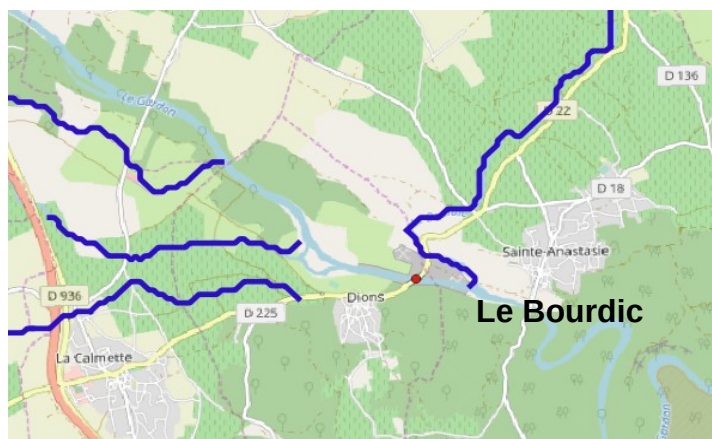 Le Gardon
D 136
D 22
D 18
Sainte-Anastasie
D 936
Dions
D 225
Le Bourdic
La Calmette